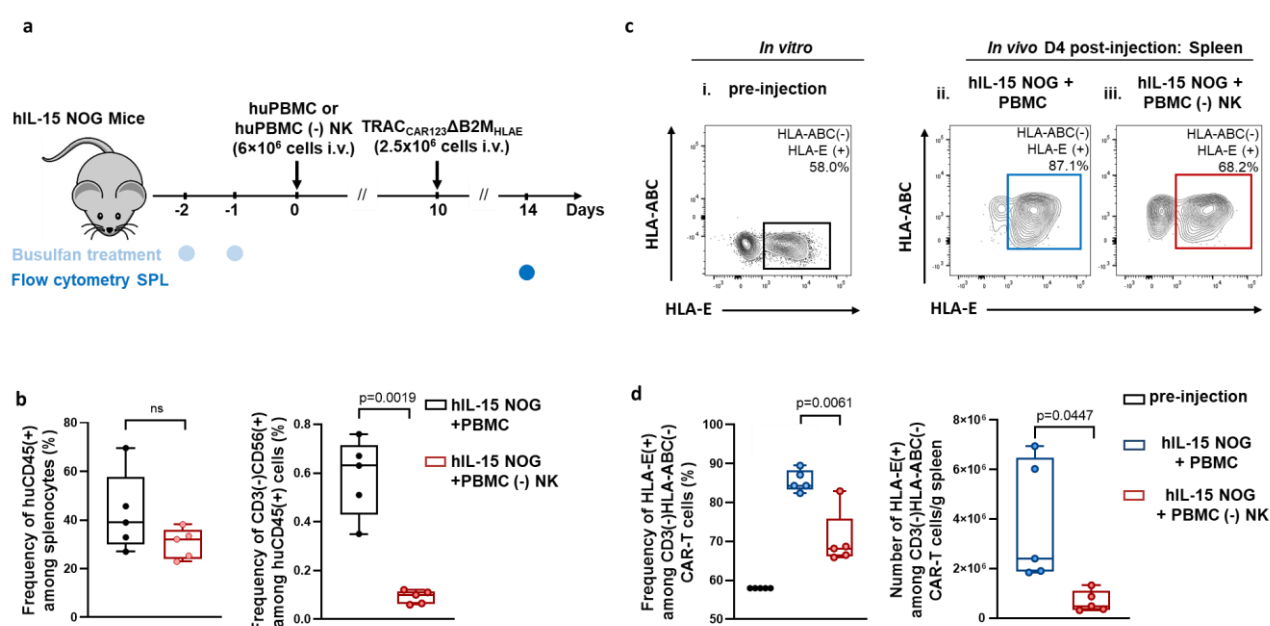 a
hIL-15 NOG Mice
huPBMC or
huPBMC (-) NK
(6×10⁶ cells i.v.)
TRAC_CAR123ΔB2M_HLAE
(2.5x10⁶ cells i.v.)
//
//
-2
-1
0
10
14
Days
Busulfan treatment
Flow cytometry SPL
b
Frequency of huCD45(+)
among splenocytes (%)
80
60
40
20
0
ns
Frequency of CD3(-)CD56(+)
among huCD45(+) cells (%)
0.8
0.6
0.4
0.2
0.0
p=0.0019
hIL-15 NOG
+PBMC
hIL-15 NOG
+PBMC (-) NK
c
In vitro
i. pre-injection
HLA-ABC(-)
HLA-E (+)
58.0%
HLA-ABC
HLA-E
In vivo D4 post-injection: Spleen
ii. hIL-15 NOG +
PBMC
HLA-ABC(-)
HLA-E (+)
87.1%
iii. hIL-15 NOG +
PBMC (-) NK
HLA-ABC(-)
HLA-E (+)
68.2%
HLA-ABC
HLA-E
d
Frequency of HLA-E(+)
among CD3(-)HLA-ABC(-)
CAR-T cells (%)
100
90
80
70
60
50
p=0.0061
Number of HLA-E(+)
among CD3(-)HLA-ABC(-)
CAR-T cells/g spleen
8×10⁶
6×10⁶
4×10⁶
2×10⁶
0
p=0.0447
pre-injection
hIL-15 NOG
+ PBMC
hIL-15 NOG
+ PBMC (-) NK